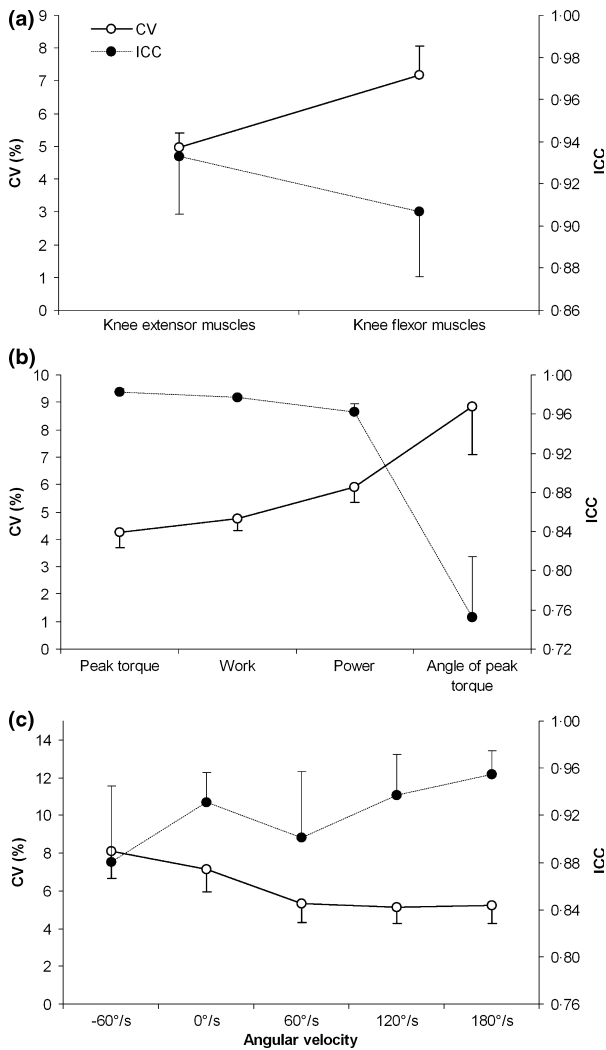 (a)
9
8
7
6
5
4
3
2
1
0
CV (%)
CV
ICC
1·00
0·98
0·96
0·94
0·92
0·90
0·88
0·86
ICC
Knee extensor muscles
Knee flexor muscles
(b)
10
9
8
7
6
5
4
3
2
1
0
CV (%)
1·00
0·96
0·92
0·88
0·84
0·80
0·76
0·72
ICC
Peak torque
Work
Power
Angle of peak
torque
(c)
14
12
10
8
6
4
2
0
CV (%)
1·00
0·96
0·92
0·88
0·84
0·80
0·76
ICC
-60°/s
0°/s
60°/s
120°/s
180°/s
Angular velocity